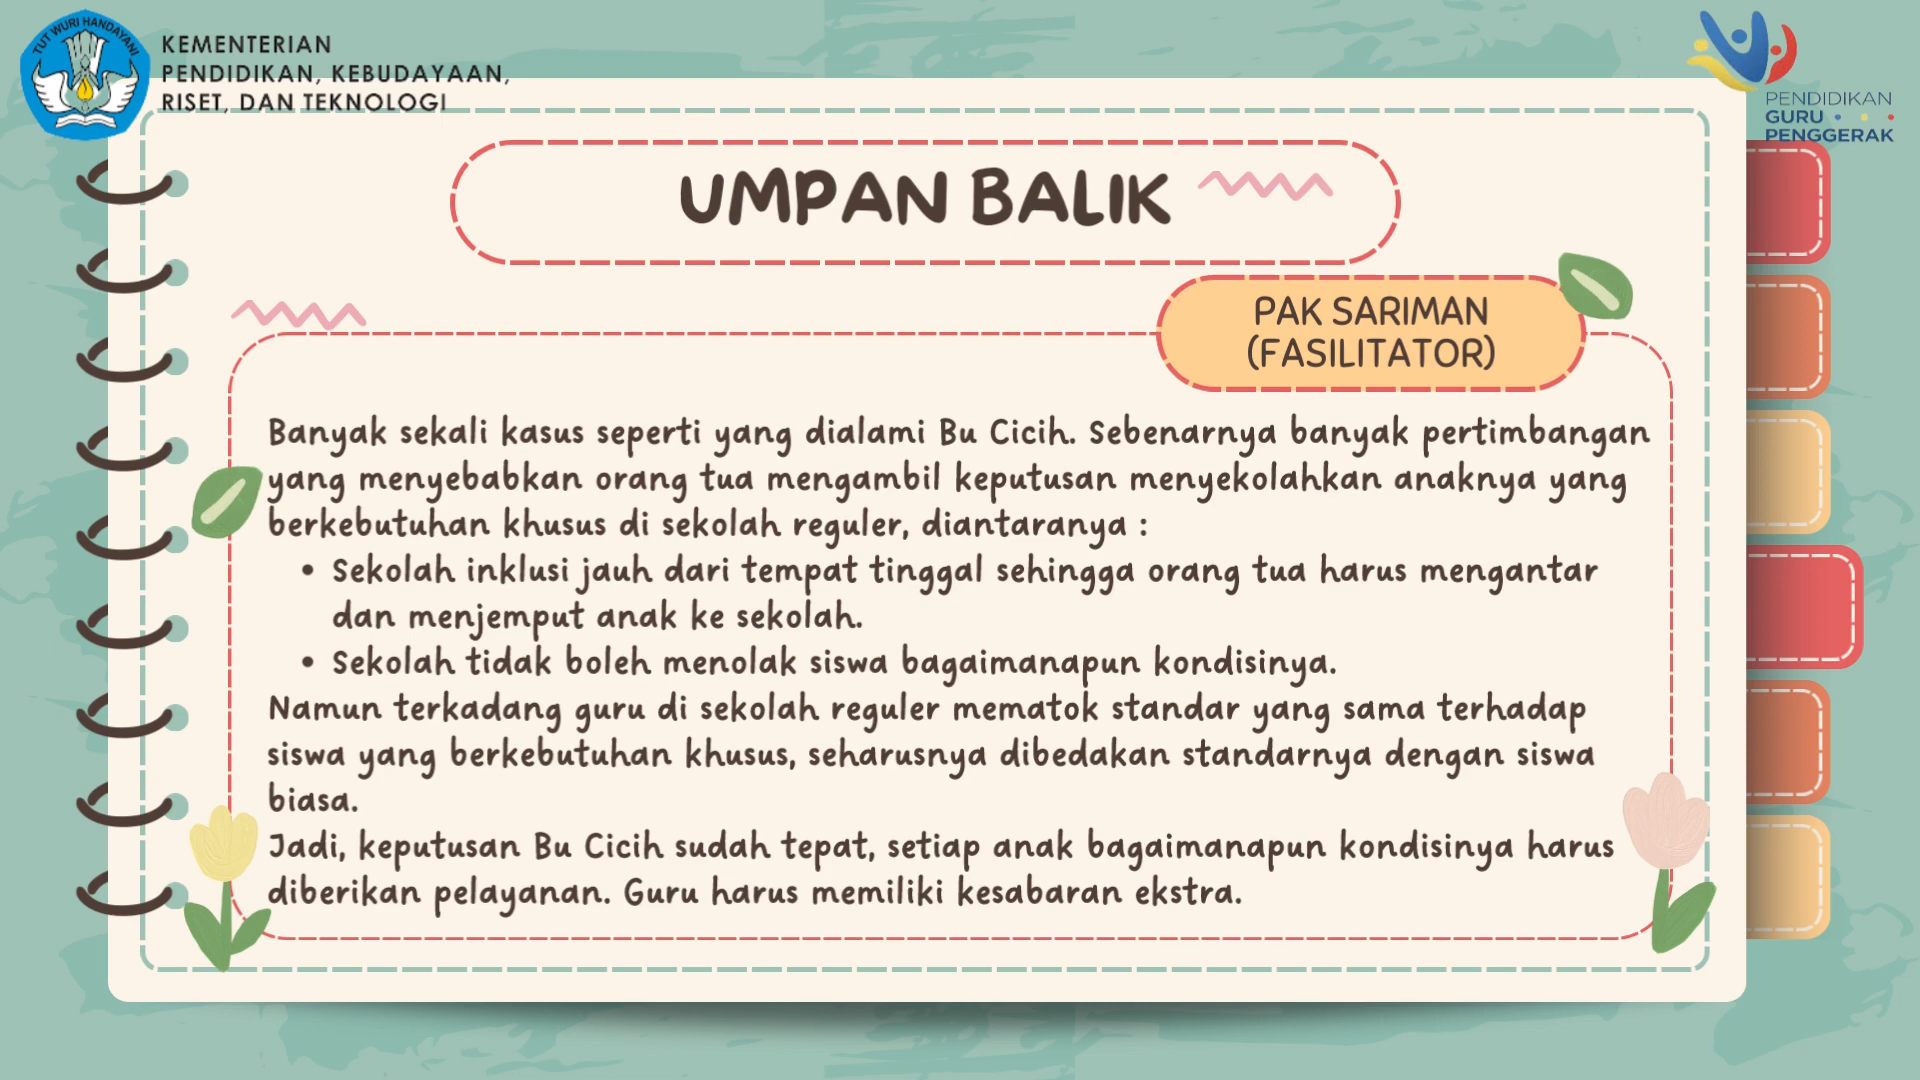 TUT WURI HANDAYANI
KEMENTERIAN
PENDIDIKAN, KEBUDAYAAN,
RISET, DAN TEKNOLOGI
PENDIDIKAN
GURU
PENGGERAK
UMPAN BALIK
PAK SARIMAN
(FASILITATOR)
Banyak sekali kasus seperti yang dialami Bu Cicih. Sebenarnya banyak pertimbangan
yang menyebabkan orang tua mengambil keputusan menyekolahkan anaknya yang
berkebutuhan khusus di sekolah reguler, diantaranya :
• Sekolah inklusi jauh dari tempat tinggal sehingga orang tua harus mengantar
dan menjemput anak ke sekolah.
• Sekolah tidak boleh menolak siswa bagaimanapun kondisinya.
Namun terkadang guru di sekolah reguler mematok standar yang sama terhadap
siswa yang berkebutuhan khusus, seharusnya dibedakan standarnya dengan siswa
biasa.
Jadi, keputusan Bu Cicih sudah tepat, setiap anak bagaimanapun kondisinya harus
diberikan pelayanan. Guru harus memiliki kesabaran ekstra.